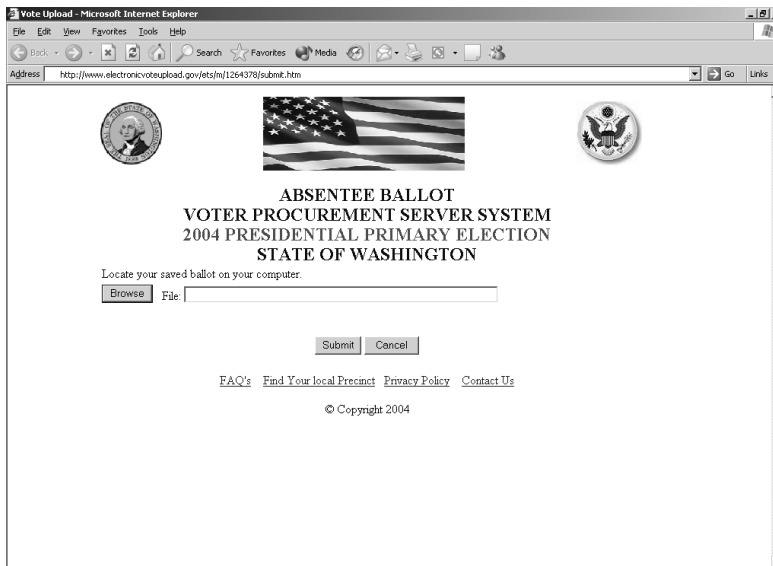 Vote Upload - Microsoft Internet Explorer
File Edit View Favorites Tools Help
Back Search Favorites Media
Address http://www.electronicvoteupload.gov/ets/m/1264378/submit.htm Go Links
ABSENTEE BALLOT
VOTER PROCUREMENT SERVER SYSTEM
2004 PRESIDENTIAL PRIMARY ELECTION
STATE OF WASHINGTON
Locate your saved ballot on your computer.
Browse File:
Submit Cancel
FAQ's Find Your local Precinct Privacy Policy Contact Us
© Copyright 2004